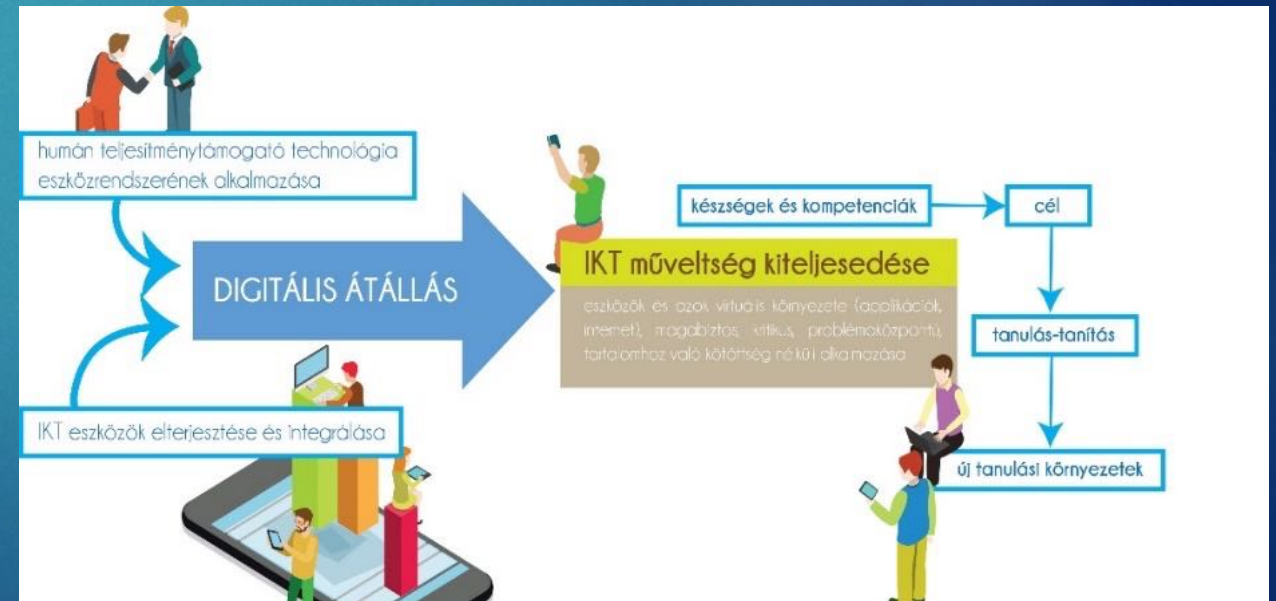 humán teljesítménytámogató technológia
eszközrendszerének alkalmazása
DIGITÁLIS ÁTÁLLÁS
IKT eszközök elterjesztése és integrálása
IKT műveltség kiteljesedése
eszközök és azok virtuális környezete (applikációk,
internet), magabiztos, kritikus, problémaközpontú,
tartalomhoz való kötöttség nélküli alkalmazása
készségek és kompetenciák
cél
tanulás-tanítás
új tanulási környezetek